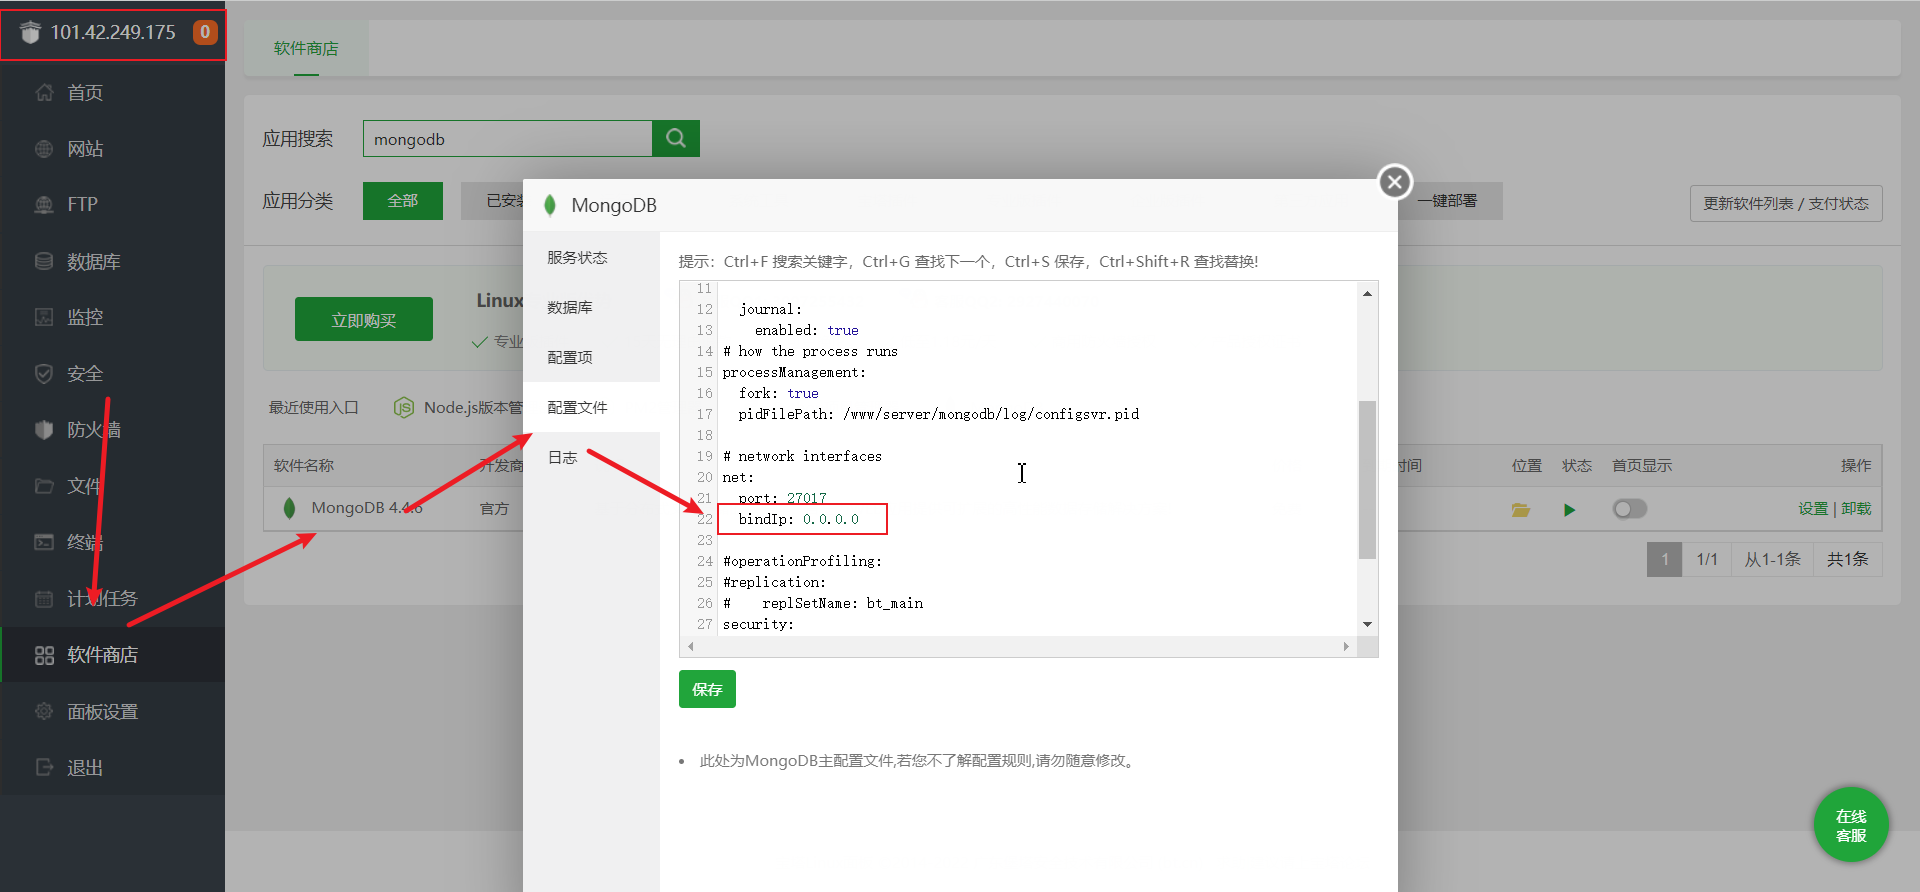 101.42.249.175
0
首页
网站
FTP
数据库
监控
安全
防火墙
文件
终端
计划任务
软件商店
面板设置
退出
软件商店
应用搜索
mongodb
应用分类
全部
已安装
一键部署
更新软件列表 / 支付状态
立即购买
Linux
专业
最近使用入口
Node.js版本管
软件名称
开发商
时间
位置
状态
首页显示
操作
MongoDB 4.4.6
官方
设置 | 卸载
1
1/1
从1-1条
共1条
MongoDB
服务状态
数据库
配置项
配置文件
日志
提示：Ctrl+F 搜索关键字，Ctrl+G 查找下一个，Ctrl+S 保存，Ctrl+Shift+R 查找替换!
11
12 journal:
13 enabled: true
14 # how the process runs
15 processManagement:
16 fork: true
17 pidFilePath: /www/server/mongodb/log/configsvr.pid
18
19 # network interfaces
20 net:
21 port: 27017
22 bindIp: 0.0.0.0
23
24 #operationProfiling:
25 #replication:
26 # replSetName: bt_main
27 security:
保存
此处为MongoDB主配置文件,若您不了解配置规则,请勿随意修改。
在线
客服